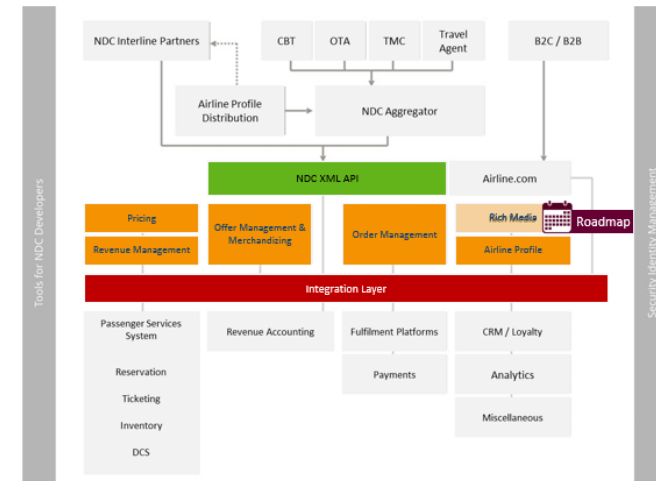 NDC Interline Partners
CBT
OTA
TMC
Travel
Agent
B2C / B2B
Airline Profile
Distribution
NDC Aggregator
NDC XML API
Airline.com
Pricing
Offer Management &
Merchandizing
Order Management
Rich Media
Roadmap
Revenue Management
Airline Profile
Integration Layer
Passenger Services
System
Revenue Accounting
Fulfilment Platforms
CRM / Loyalty
Reservation
Payments
Analytics
Ticketing
Miscellaneous
Inventory
DCS
Tools for NDC Developers
Security Identity Management